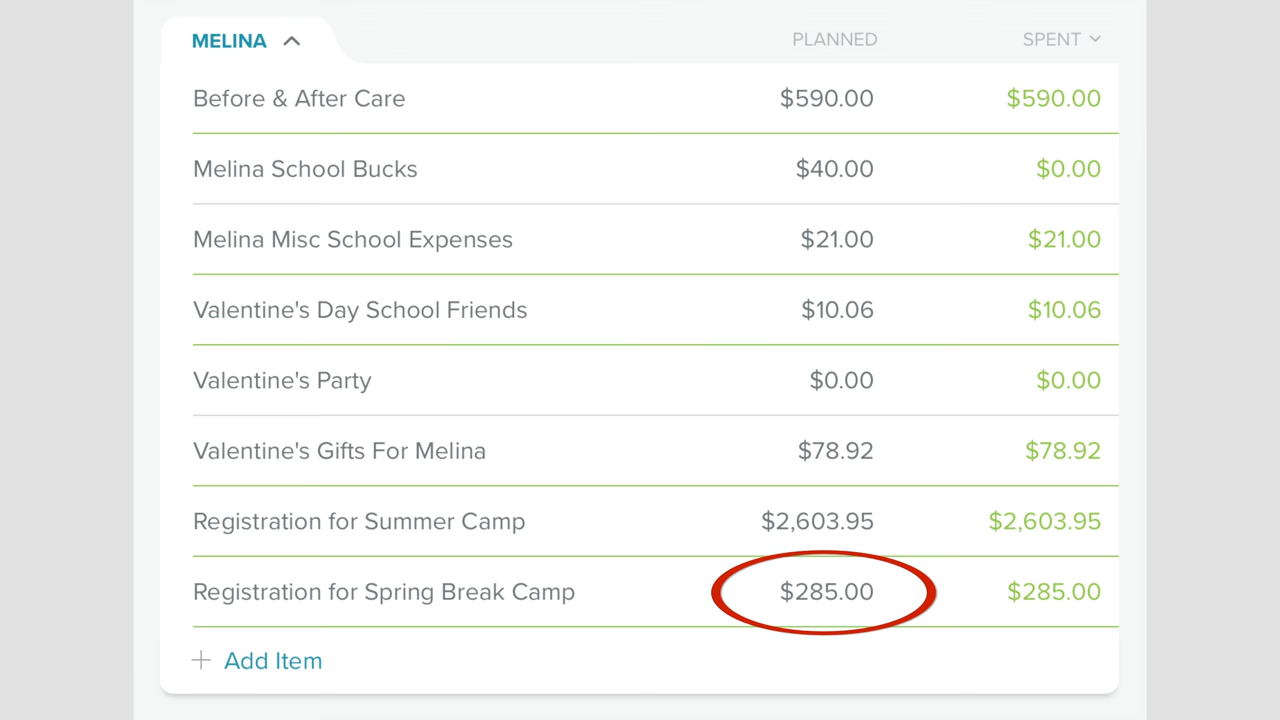 MELINA PLANNED SPENT
Before & After Care $590.00 $590.00
Melina School Bucks $40.00 $0.00
Melina Misc School Expenses $21.00 $21.00
Valentine's Day School Friends $10.06 $10.06
Valentine's Party $0.00 $0.00
Valentine's Gifts For Melina $78.92 $78.92
Registration for Summer Camp $2,603.95 $2,603.95
Registration for Spring Break Camp $285.00 $285.00
Add Item